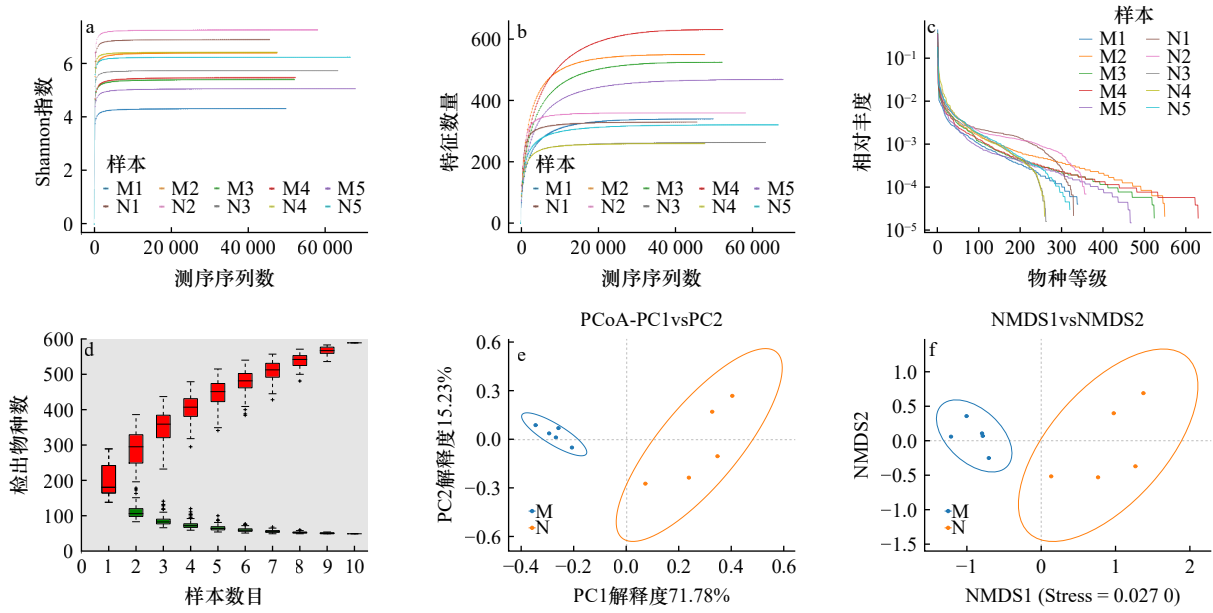 a
Shannon指数
6
4
2
0
样本
M1 M2 M3 M4 M5
N1 N2 N3 N4 N5
0 20 000 40 000 60 000
测序序列数
b
特征数量
600
400
200
0
样本
M1 M2 M3 M4 M5
N1 N2 N3 N4 N5
0 20 000 40 000 60 000
测序序列数
c
相对丰度
10⁻¹
10⁻²
10⁻³
10⁻⁴
10⁻⁵
样本
M1 N1
M2 N2
M3 N3
M4 N4
M5 N5
0 100 200 300 400 500 600
物种等级
d
检出物种数
600
500
400
300
200
100
0
0 1 2 3 4 5 6 7 8 9 10
样本数目
PCoA-PC1vsPC2
e
PC2解释度15.23%
0.6
0.3
0.0
−0.3
−0.6
M
N
−0.4 −0.2 0.0 0.2 0.4 0.6
PC1解释度71.78%
NMDS1vsNMDS2
f
NMDS2
1.0
0.5
0.0
−0.5
−1.0
−1.5
M
N
−1 0 1 2
NMDS1 (Stress = 0.027 0)